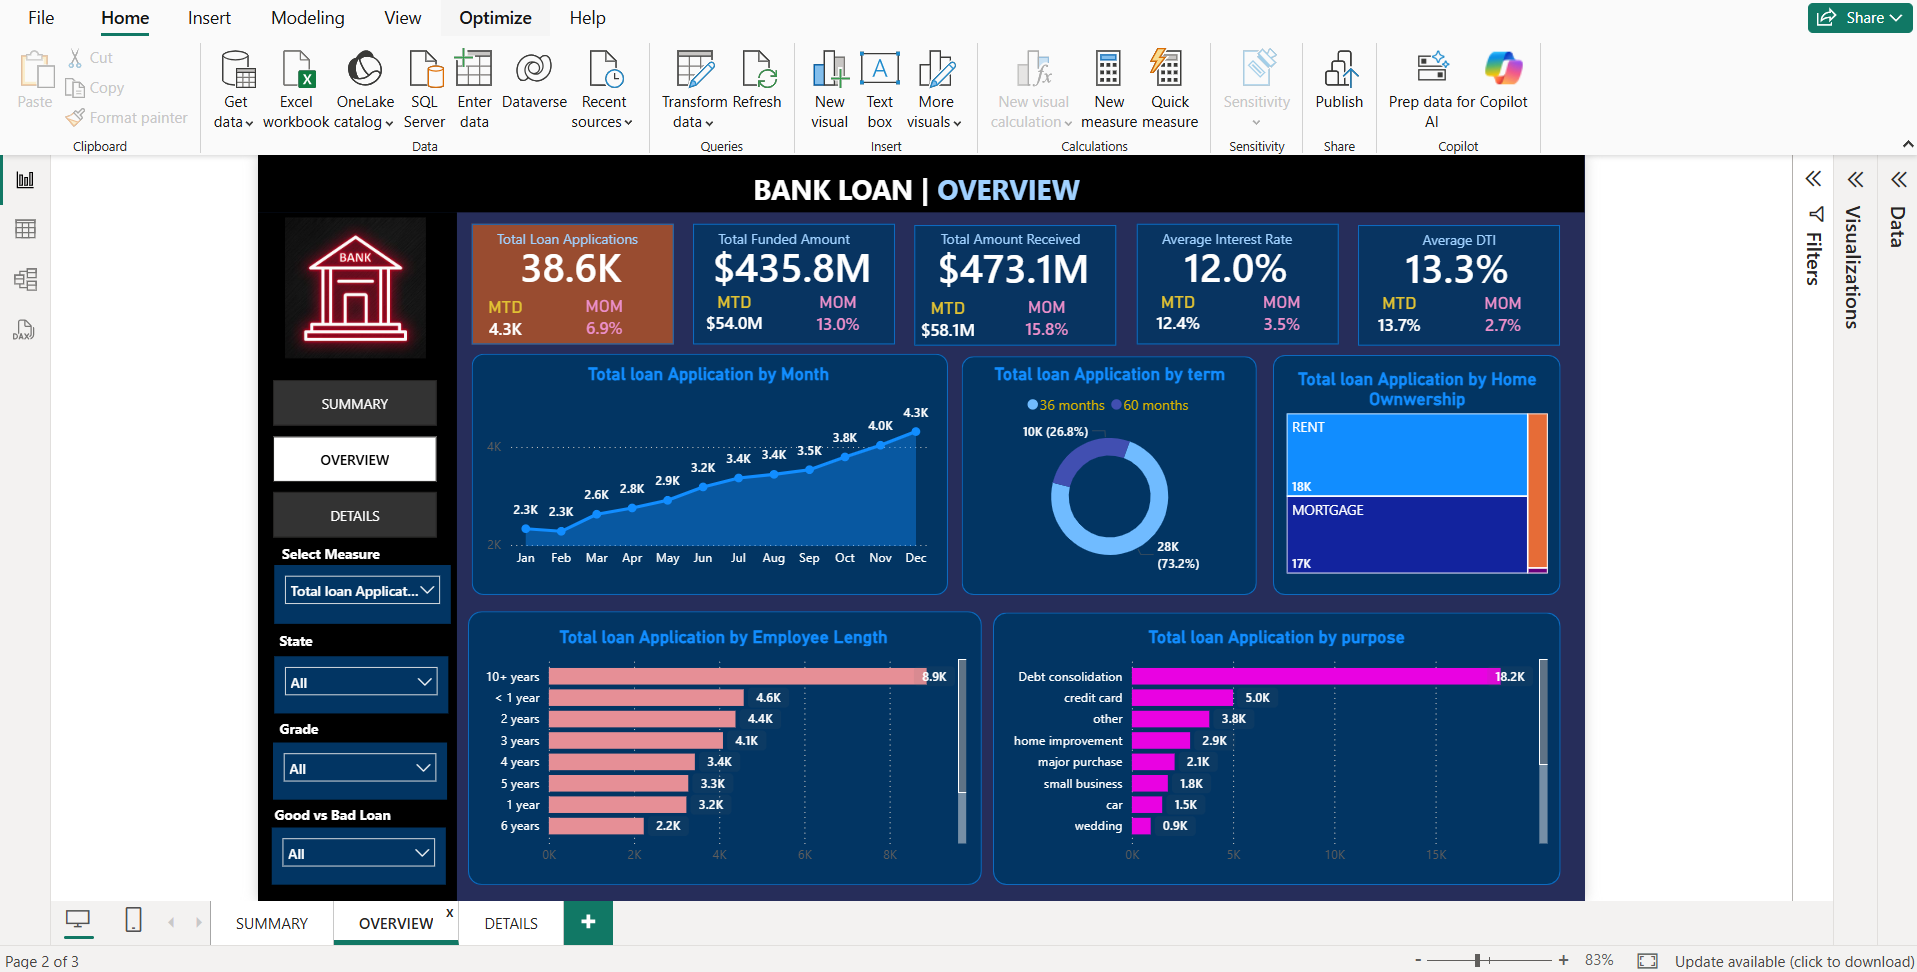 File Home Insert Modeling View Optimize Help Share
Paste
Cut
Copy
Format painter
Clipboard
Get data
Excel workbook
OneLake catalog
SQL Server
Enter data
Dataverse
Recent sources
Data
Transform data
Refresh
Queries
New visual
Text box
More visuals
Insert
New visual calculation
New measure
Quick measure
Calculations
Sensitivity
Sensitivity
Publish
Share
Prep data for AI
Copilot
Copilot
BANK LOAN | OVERVIEW
BANK
SUMMARY
OVERVIEW
DETAILS
Select Measure
Total loan Applicat...
State
All
Grade
All
Good vs Bad Loan
All
Total Loan Applications
38.6K
MTD MOM
4.3K 6.9%
Total Funded Amount
$435.8M
MTD MOM
$54.0M 13.0%
Total Amount Received
$473.1M
MTD MOM
$58.1M 15.8%
Average Interest Rate
12.0%
MTD MOM
12.4% 3.5%
Average DTI
13.3%
MTD MOM
13.7% 2.7%
Total loan Application by Month
4K
2K
2.3K 2.3K 2.6K 2.8K 2.9K 3.2K 3.4K 3.4K 3.5K 3.8K 4.0K 4.3K
Jan Feb Mar Apr May Jun Jul Aug Sep Oct Nov Dec
Total loan Application by term
36 months 60 months
10K (26.8%)
28K
(73.2%)
Total loan Application by Home
Ownwership
RENT
18K
MORTGAGE
17K
Total loan Application by Employee Length
10+ years 8.9K
< 1 year 4.6K
2 years 4.4K
3 years 4.1K
4 years 3.4K
5 years 3.3K
1 year 3.2K
6 years 2.2K
0K 2K 4K 6K 8K
Total loan Application by purpose
Debt consolidation 18.2K
credit card 5.0K
other 3.8K
home improvement 2.9K
major purchase 2.1K
small business 1.8K
car 1.5K
wedding 0.9K
0K 5K 10K 15K
Filters
Visualizations
Data
DAX
SUMMARY OVERVIEW x DETAILS +
Page 2 of 3
- + 83% Update available (click to download)